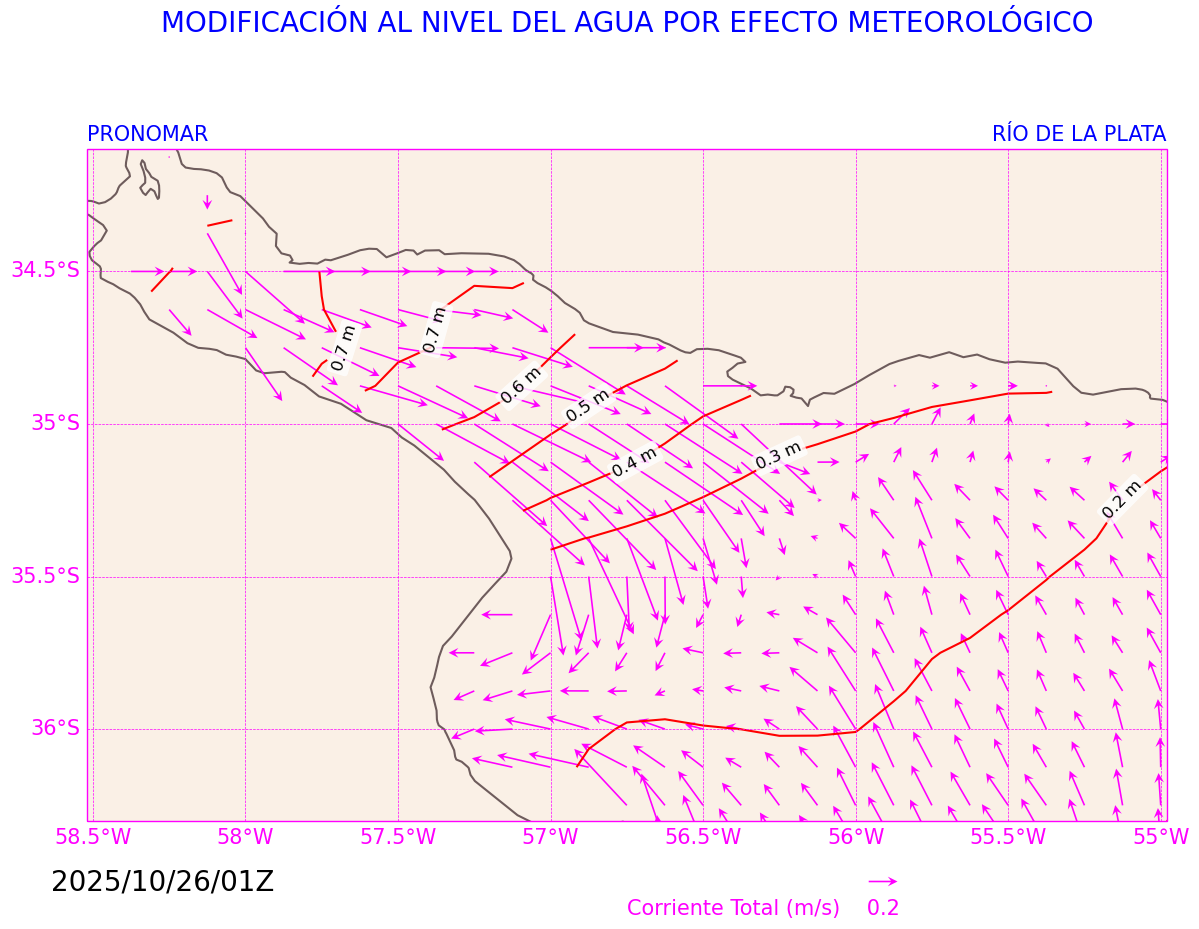 MODIFICACIÓN AL NIVEL DEL AGUA POR EFECTO METEOROLÓGICO
PRONOMAR RÍO DE LA PLATA
34.5°S
0.7 m 0.7 m
0.6 m
0.5 m
35°S
0.4 m 0.3 m
0.2 m
35.5°S
36°S
58.5°W 58°W 57.5°W 57°W 56.5°W 56°W 55.5°W 55°W
2025/10/26/01Z
Corriente Total (m/s) 0.2